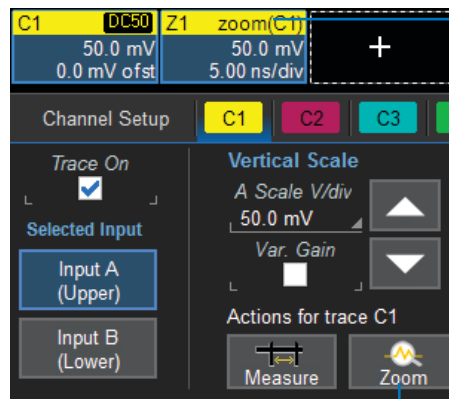 C1 DC50 Z1 zoom(C1)
50.0 mV 50.0 mV +
0.0 mV ofst 5.00 ns/div
Channel Setup C1 C2 C3
Trace On Vertical Scale
A Scale V/div
Selected Input 50.0 mV
Var. Gain
Input A
(Upper)
Actions for trace C1
Input B
(Lower)
Measure Zoom